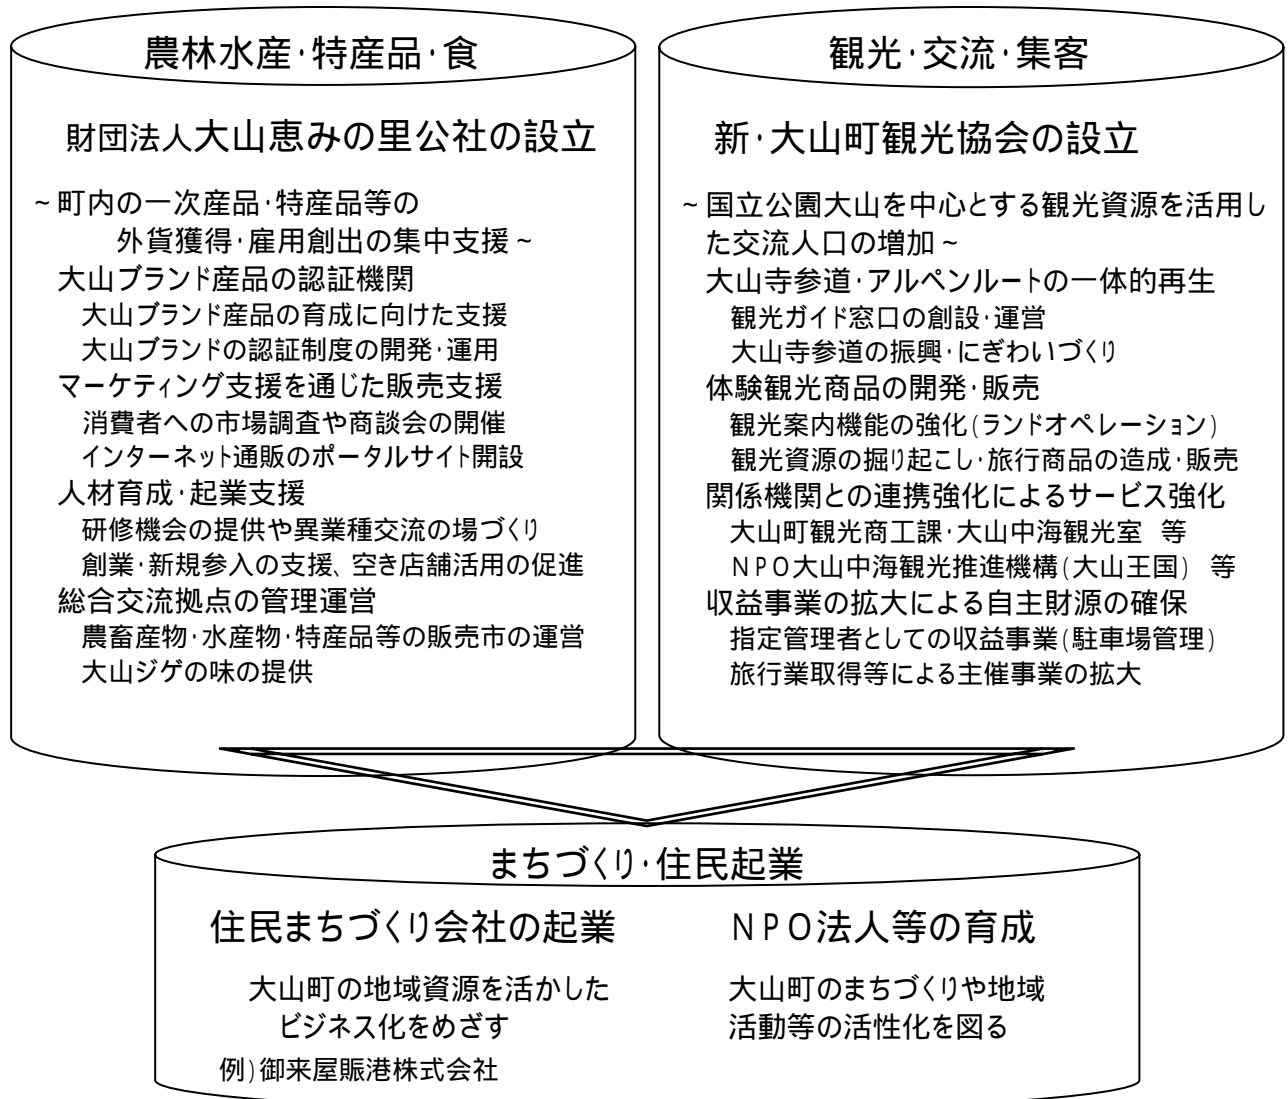 農林水産・特産品・食
財団法人大山恵みの里公社の設立
~町内の一次産品・特産品等の
外貨獲得・雇用創出の集中支援~
大山ブランド産品の認証機関
大山ブランド産品の育成に向けた支援
大山ブランドの認証制度の開発・運用
マーケティング支援を通じた販売支援
消費者への市場調査や商談会の開催
インターネット通販のポータルサイト開設
人材育成・起業支援
研修機会の提供や異業種交流の場づくり
創業・新規参入の支援、空き店舗活用の促進
総合交流拠点の管理運営
農畜産物・水産物・特産品等の販売市の運営
大山ジゲの味の提供
観光・交流・集客
新・大山町観光協会の設立
~国立公園大山を中心とする観光資源を活用し
た交流人口の増加~
大山寺参道・アルペンルートの一体的再生
観光ガイド窓口の創設・運営
大山寺参道の振興・にぎわいづくり
体験観光商品の開発・販売
観光案内機能の強化(ランドオペレーション)
観光資源の掘り起こし・旅行商品の造成・販売
関係機関との連携強化によるサービス強化
大山町観光商工課・大山中海観光室 等
NPO大山中海観光推進機構(大山王国) 等
収益事業の拡大による自主財源の確保
指定管理者としての収益事業(駐車場管理)
旅行業取得等による主催事業の拡大
まちづくり・住民起業
住民まちづくり会社の起業
大山町の地域資源を活かした
ビジネス化をめざす
例)御来屋賑港株式会社
NPO法人等の育成
大山町のまちづくりや地域
活動等の活性化を図る